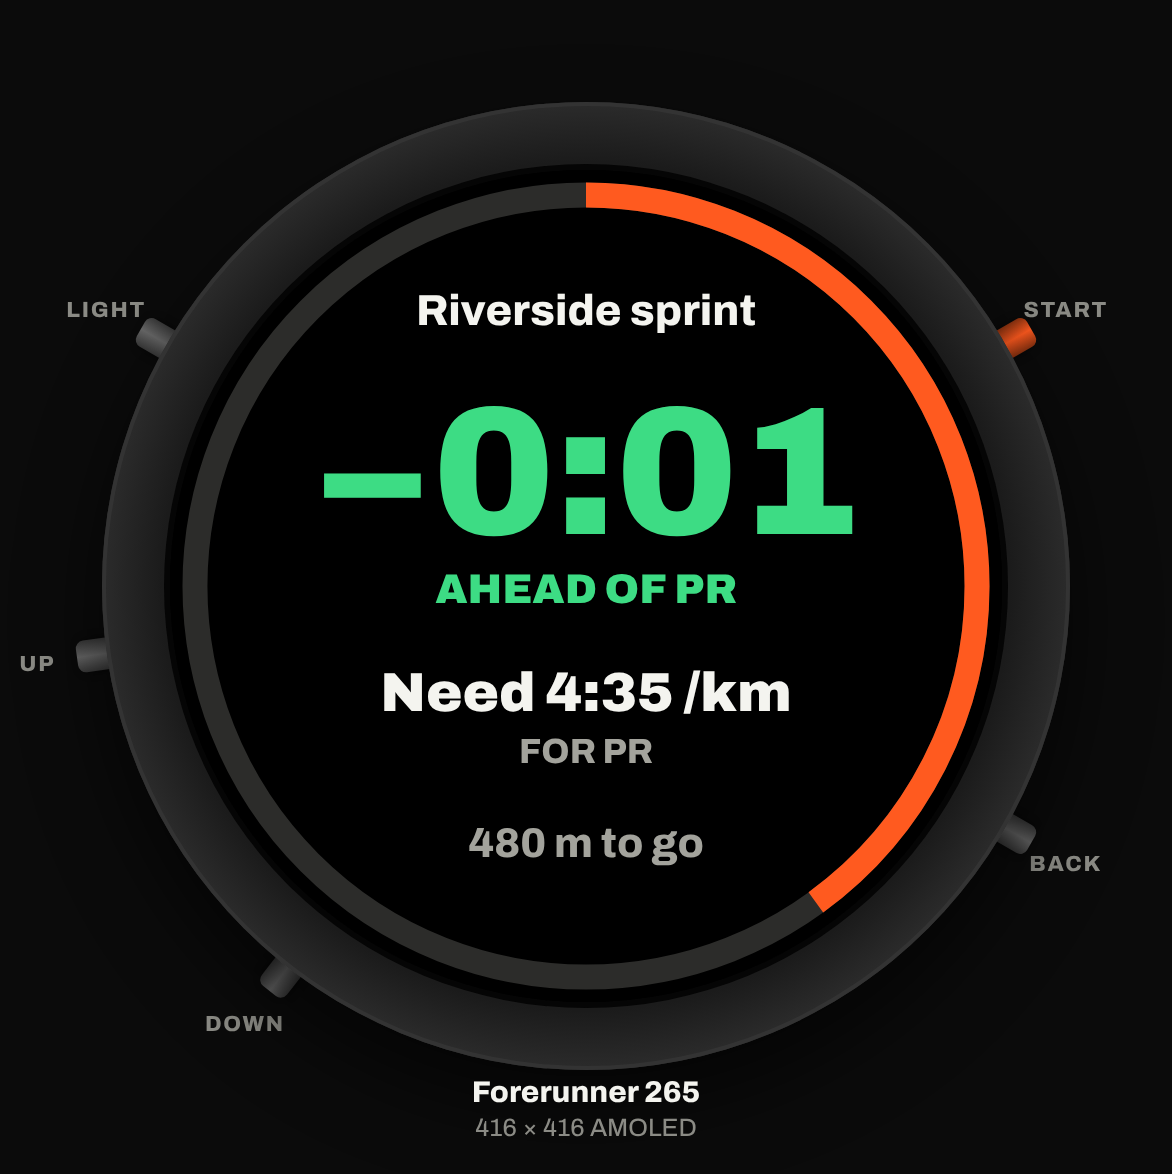 LIGHT
START
Riverside sprint
–0:01
AHEAD OF PR
UP
Need 4:35 /km
FOR PR
480 m to go
BACK
DOWN
Forerunner 265
416 × 416 AMOLED